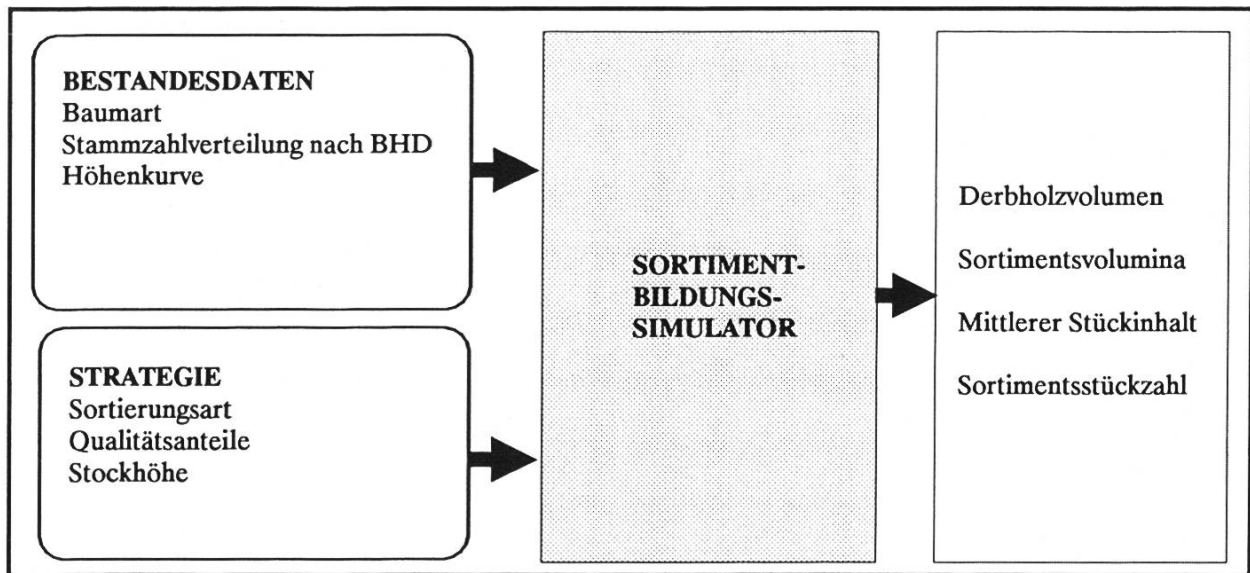 BESTANDESDATEN
Baumart
Stammzahlverteilung nach BHD
Höhenkurve
STRATEGIE
Sortierungsart
Qualitätsanteile
Stockhöhe
SORTIMENT-
BILDUNGS-
SIMULATOR
Derbholzvolumen
Sortimentsvolumina
Mittlerer Stückinhalt
Sortimentsstückzahl